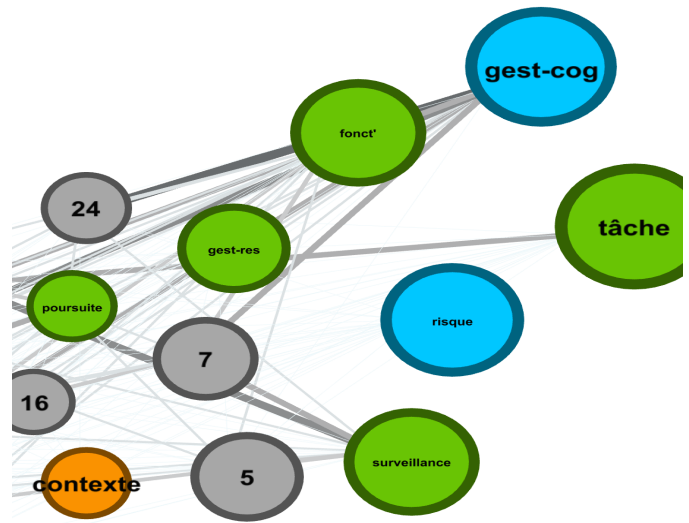 gest-cog
fonct'
24
tâche
gest-res
poursuite
risque
7
16
surveillance
5
contexte